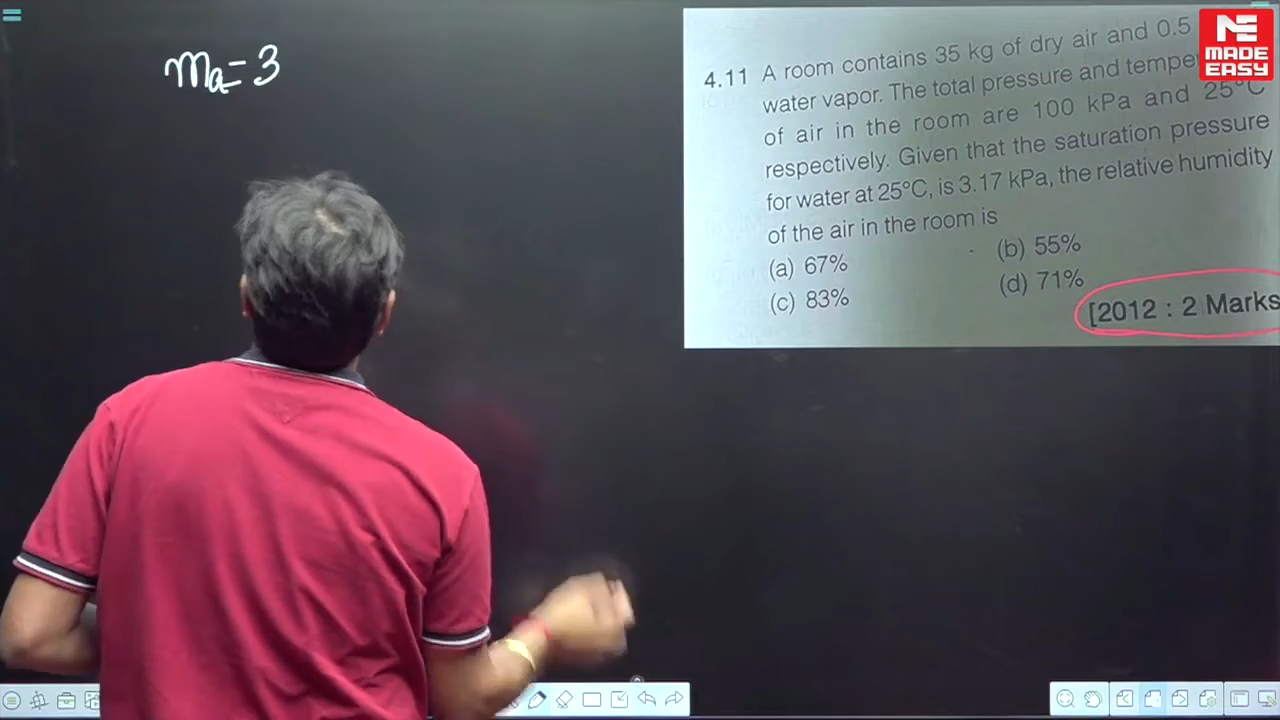 mₐ = 3
ME
MADE
EASY
4.11 A room contains 35 kg of dry air and 0.5
water vapor. The total pressure and tempe
of air in the room are 100 kPa and 25°C
respectively. Given that the saturation pressure
for water at 25°C, is 3.17 kPa, the relative humidity
of the air in the room is
(a) 67% (b) 55%
(c) 83% (d) 71%
[2012 : 2 Marks